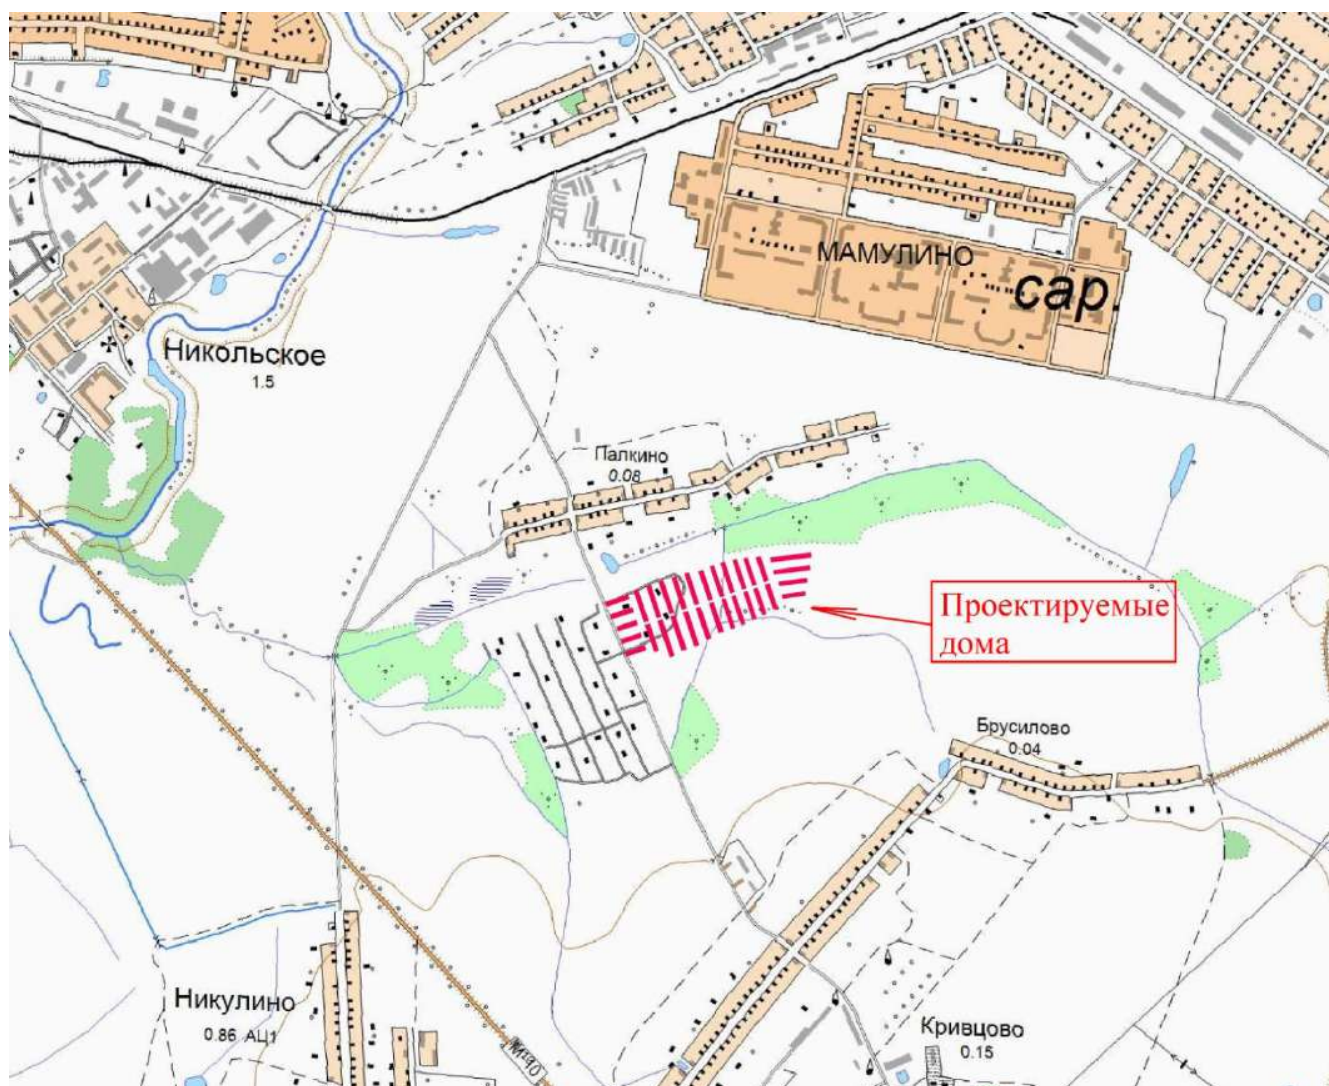 МАМУЛИНО
сар.
Никольское
1.5
Палкино
0.08
Проектируемые
дома
Брусилово
0.04
Никулино
0.86 АЦ1
М-10
Кривцово
0.15